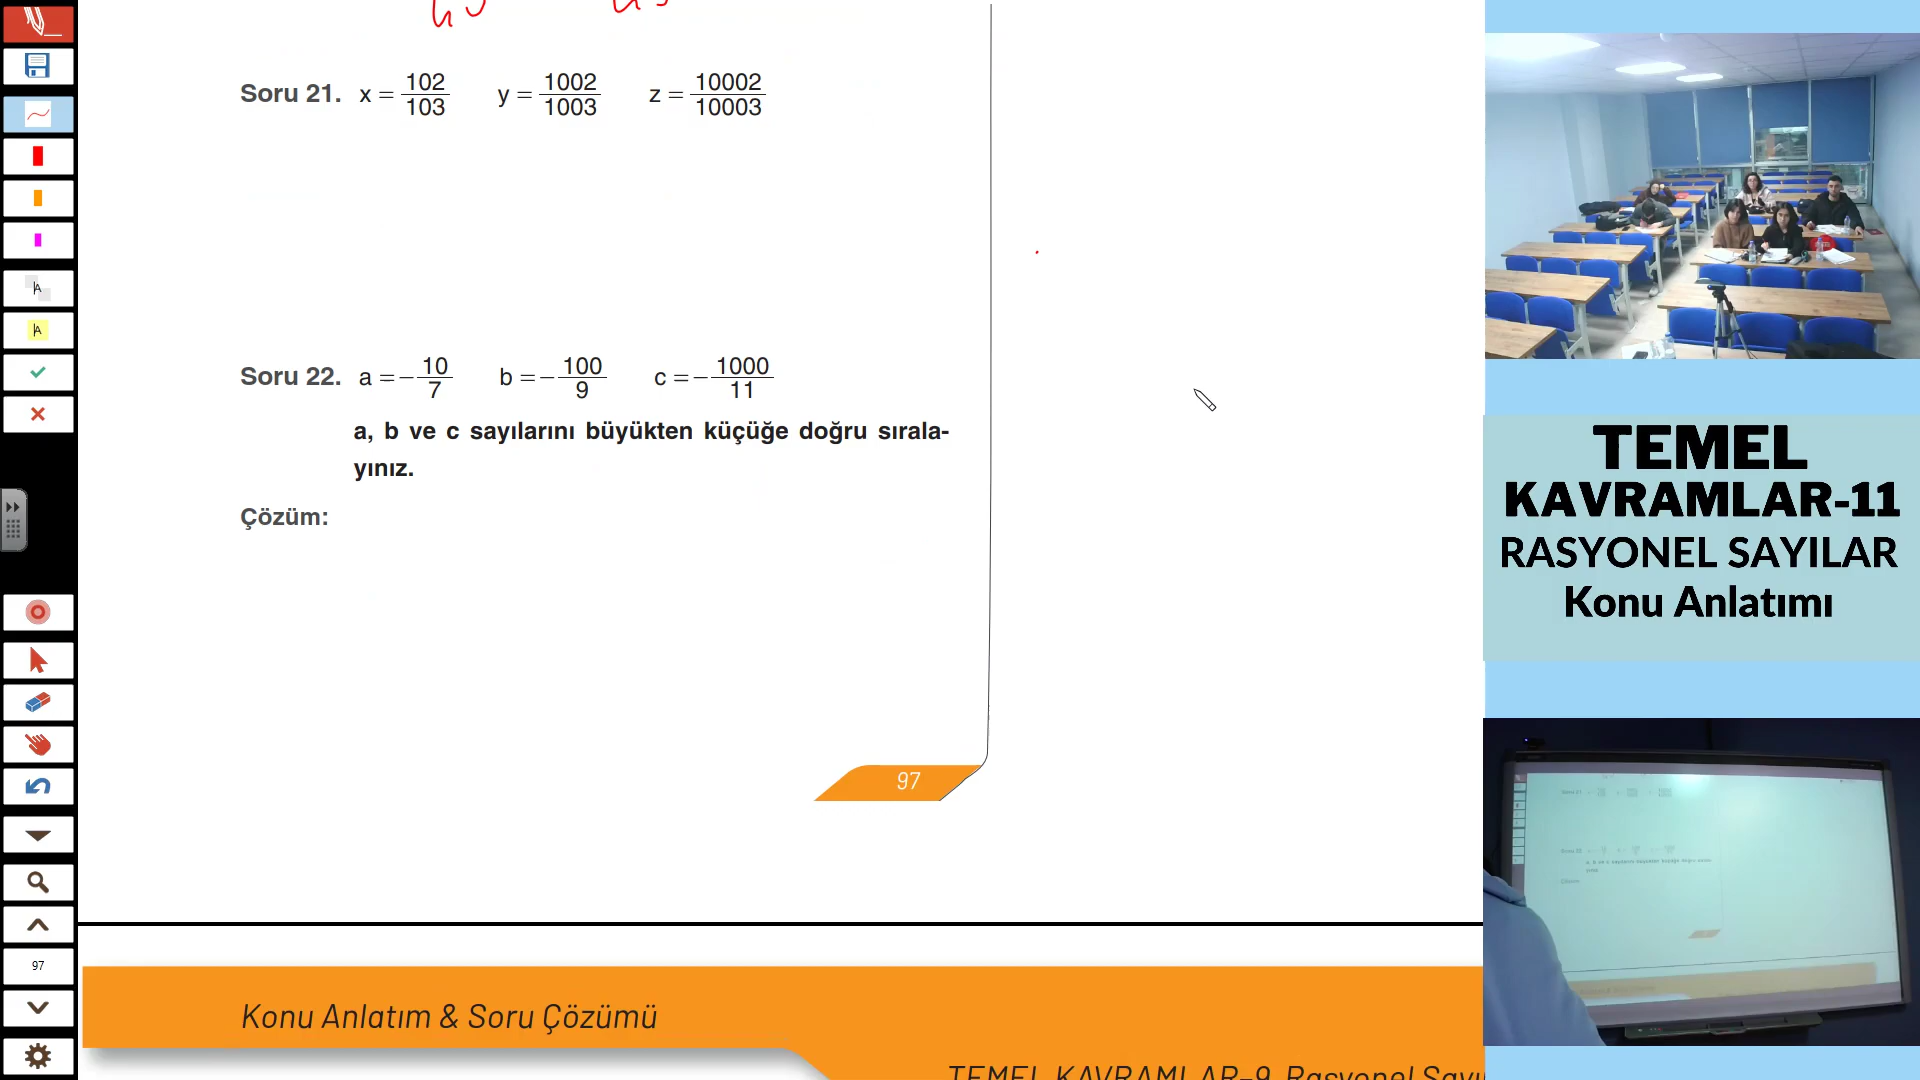 Soru 21. x = 102/103 y = 1002/1003 z = 10002/10003
Soru 22. a = -10/7 b = -100/9 c = -1000/11
a, b ve c sayılarını büyükten küçüğe doğru sırala-
yınız.
Çözüm:
97
97
Konu Anlatım & Soru Çözümü
TEMEL KAVRAMLAR-9 Rasyonel Sayı
TEMEL
KAVRAMLAR-11
RASYONEL SAYILAR
Konu Anlatımı